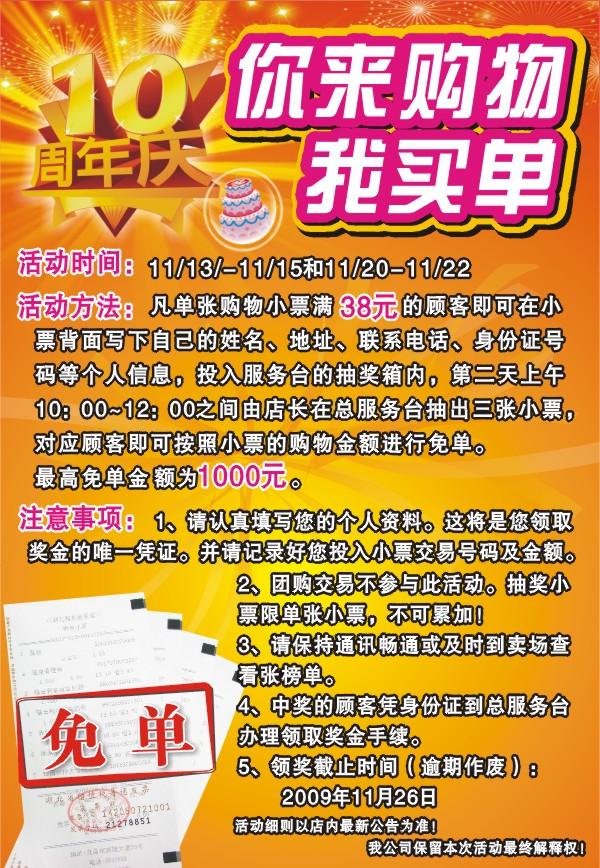 10
周年庆
你来购物
我买单
活动时间：11/13/-11/15和11/20-11/22
活动方法：凡单张购物小票满38元的顾客即可在小
票背面写下自己的姓名、地址、联系电话、身份证号
码等个人信息，投入服务台的抽奖箱内，第二天上午
10：00~12：00之间由店长在总服务台抽出三张小票，
对应顾客即可按照小票的购物金额进行免单。
最高免单金额为1000元。
注意事项：1、请认真填写您的个人资料。这将是您领取
奖金的唯一凭证。并请记录好您投入小票交易号码及金额。
2、团购交易不参与此活动。抽奖小
票限单张小票，不可累加！
3、请保持通讯畅通或及时到卖场查
看张榜单。
4、中奖的顾客凭身份证到总服务台
办理领取奖金手续。
5、领奖截止时间（逾期作废）：
2009年11月26日
活动细则以店内最新公告为准！
我公司保留本次活动最终解释权！
免单
142050721001
21278851